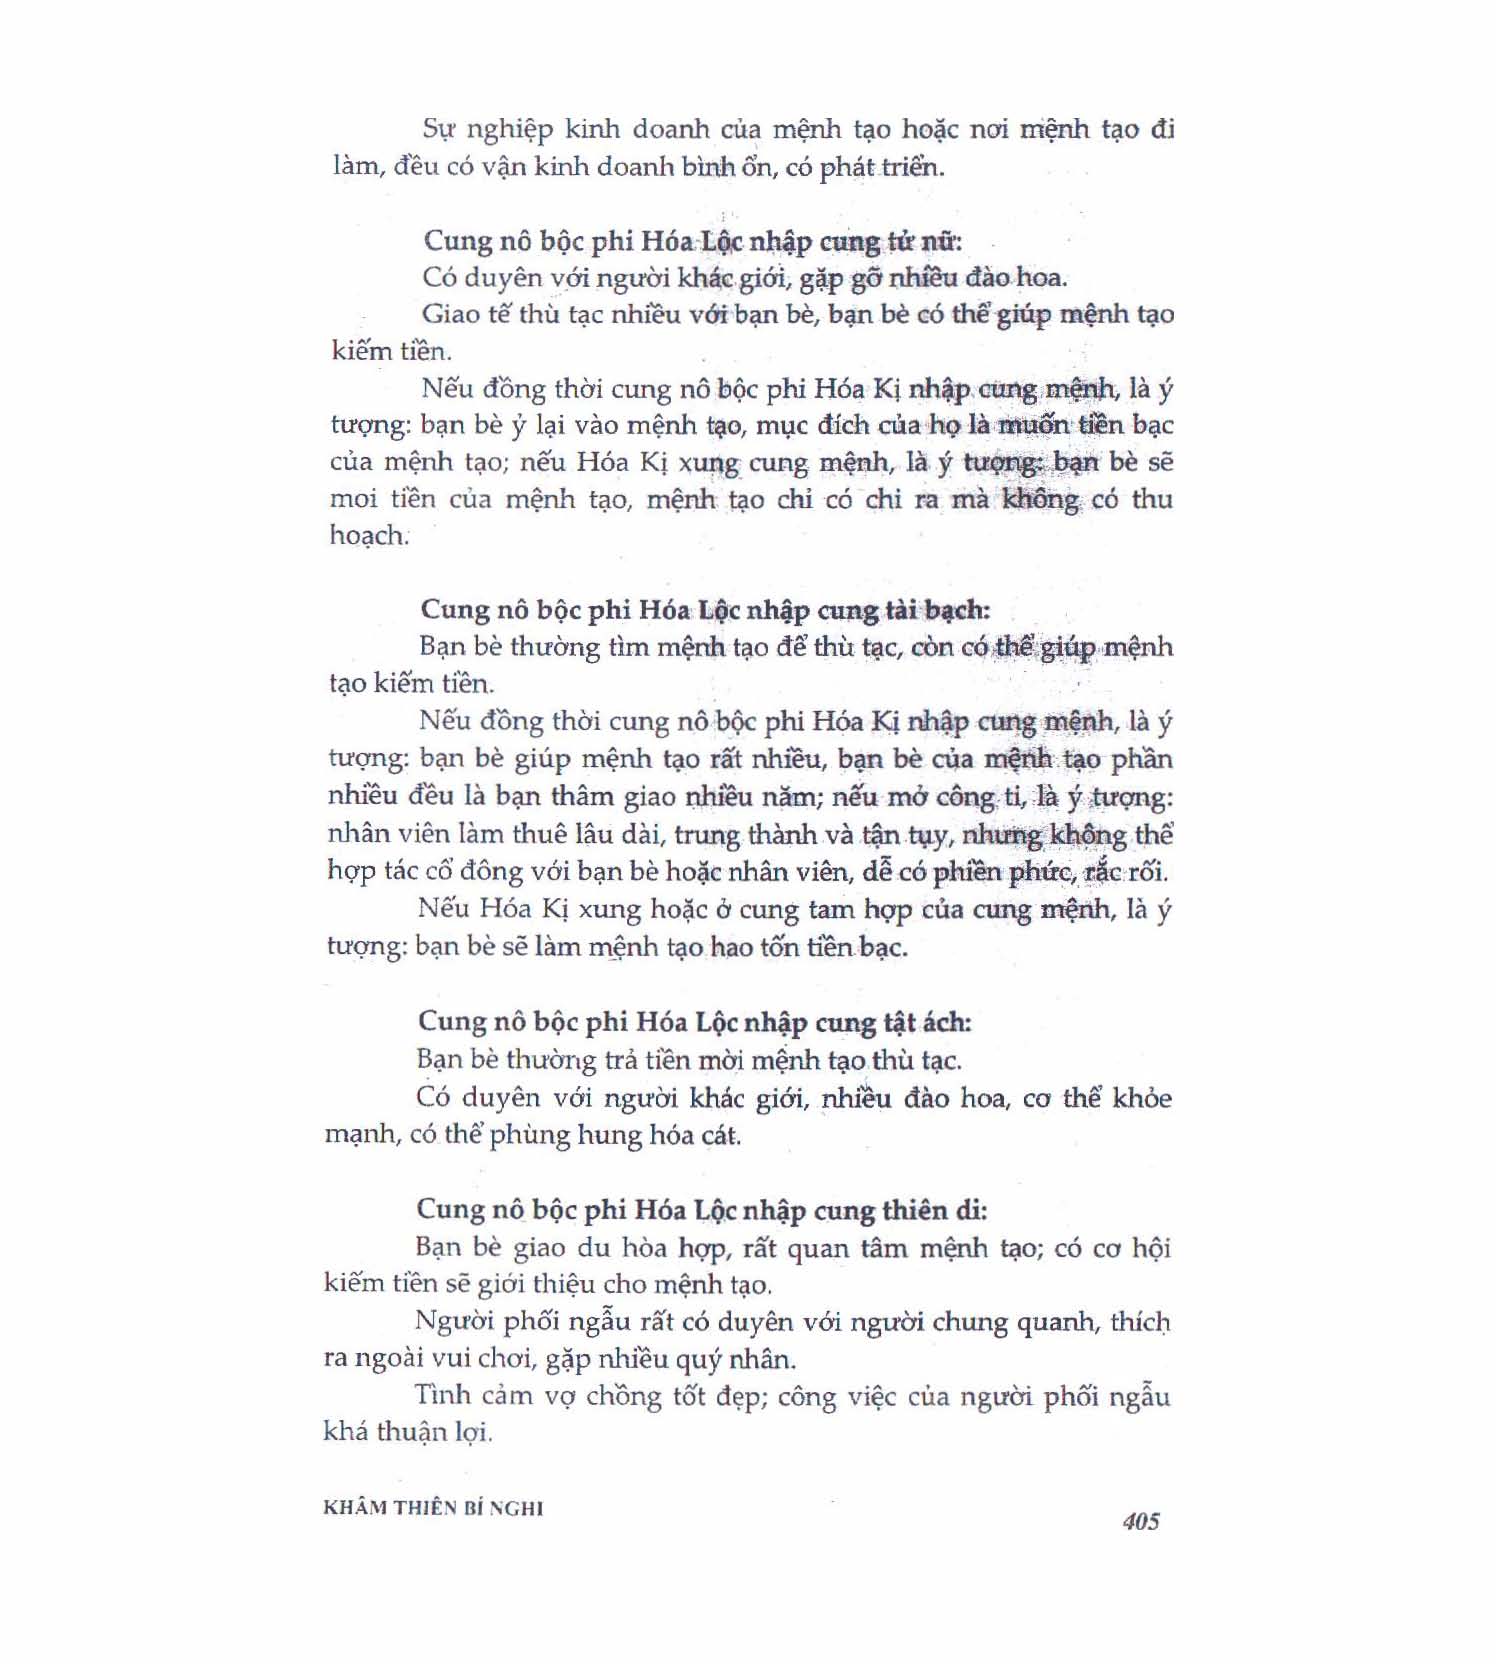 Sự nghiệp kinh doanh của mệnh tạo hoặc nơi mệnh tạo đi
làm, đều có vận kinh doanh bình ổn, có phát triển.
Cung nô bộc phi Hóa Lộc nhập cung tử nữ:
Có duyên với người khác giới, gặp gỡ nhiều đào hoa.
Giao tế thù tạc nhiều với bạn bè, bạn bè có thể giúp mệnh tạo
kiếm tiền.
Nếu đồng thời cung nô bộc phi Hóa Kị nhập cung mệnh, là ý
tượng: bạn bè ỷ lại vào mệnh tạo, mục đích của họ là muốn tiền bạc
của mệnh tạo; nếu Hóa Kị xung cung mệnh, là ý tượng: bạn bè sẽ
moi tiền của mệnh tạo, mệnh tạo chỉ có chi ra mà không có thu
hoạch.
Cung nô bộc phi Hóa Lộc nhập cung tài bạch:
Bạn bè thường tìm mệnh tạo để thù tạc, còn có thể giúp mệnh
tạo kiếm tiền.
Nếu đồng thời cung nô bộc phi Hóa Kị nhập cung mệnh, là ý
tượng: bạn bè giúp mệnh tạo rất nhiều, bạn bè của mệnh tạo phần
nhiều đều là bạn thâm giao nhiều năm; nếu mở công ti, là ý tượng:
nhân viên làm thuê lâu dài, trung thành và tận tụy, nhưng không thể
hợp tác cổ đông với bạn bè hoặc nhân viên, dễ có phiền phức, rắc rối.
Nếu Hóa Kị xung hoặc ở cung tam hợp của cung mệnh, là ý
tượng: bạn bè sẽ làm mệnh tạo hao tốn tiền bạc.
Cung nô bộc phi Hóa Lộc nhập cung tật ách:
Bạn bè thường trả tiền mời mệnh tạo thù tạc.
Có duyên với người khác giới, nhiều đào hoa, cơ thể khỏe
mạnh, có thể phùng hung hóa cát.
Cung nô bộc phi Hóa Lộc nhập cung thiên di:
Bạn bè giao du hòa hợp, rất quan tâm mệnh tạo; có cơ hội
kiếm tiền sẽ giới thiệu cho mệnh tạo.
Người phối ngẫu rất có duyên với người chung quanh, thích
ra ngoài vui chơi, gặp nhiều quý nhân.
Tình cảm vợ chồng tốt đẹp; công việc của người phối ngẫu
khá thuận lợi.
KHÂM THIÊN BÍ NGHI
405